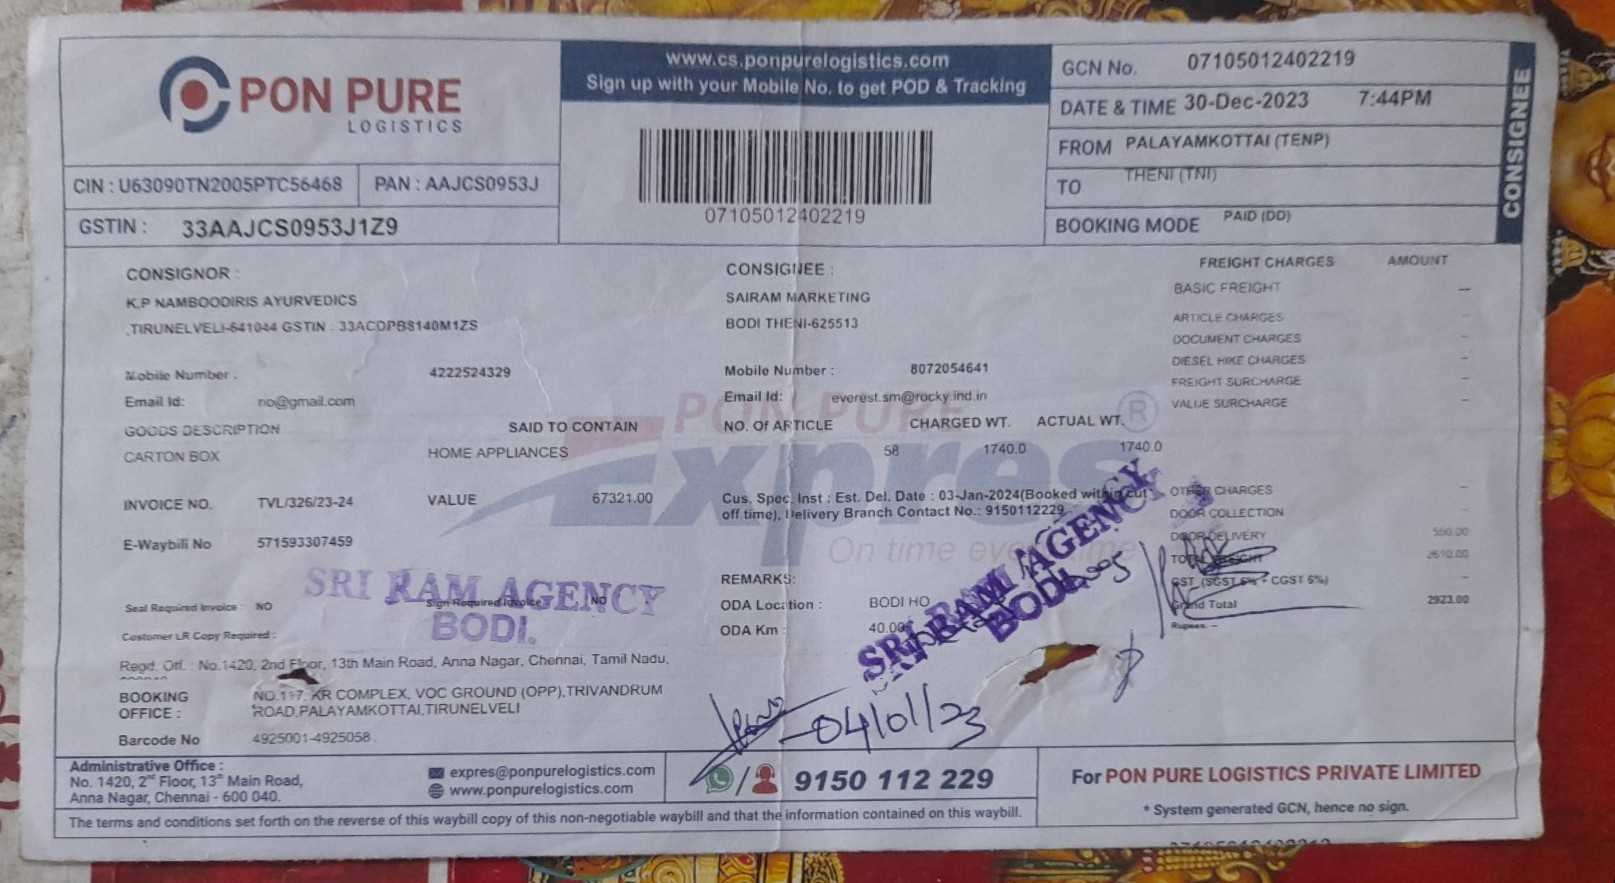 PON PURE
LOGISTICS
CIN : U63090TN2005PTC56468 PAN : AAJCS0953J
GSTIN : 33AAJCS0953J1Z9
www.cs.ponpurelogistics.com
Sign up with your Mobile No. to get POD & Tracking
07105012402219
GCN No. 07105012402219
DATE & TIME 30-Dec-2023 7:44PM
FROM PALAYAMKOTTAI (TENP)
TO THENI (TNI)
BOOKING MODE PAID (DD)
CONSIGNEE
CONSIGNOR :
K.P NAMBOODIRIS AYURVEDICS
,TIRUNELVELI-641044 GSTIN : 33ACDPB8140M1ZS
Mobile Number : 4222524329
Email Id: no@gmail.com
GOODS DESCRIPTION SAID TO CONTAIN
CARTON BOX HOME APPLIANCES
INVOICE NO. TVL/326/23-24 VALUE 67321.00
E-Waybill No 571593307459
SRI RAM AGENCY
BODI.
Seal Required Invoice : NO Sign Required Invoice NO
Customer LR Copy Required :
Regd. Off. : No.1420, 2nd Floor, 13th Main Road, Anna Nagar, Chennai, Tamil Nadu,
BOOKING OFFICE : NO.117, KR COMPLEX, VOC GROUND (OPP),TRIVANDRUM
ROAD,PALAYAMKOTTAI,TIRUNELVELI
Barcode No 4925001-4925058
CONSIGNEE :
SAIRAM MARKETING
BODI THENI-625513
Mobile Number : 8072054641
Email Id: everest.sm@rocky.ind.in
NO. Of ARTICLE CHARGED WT. ACTUAL WT.
58 1740.0 1740.0
PON PURE
Expres ®
On time every time
Cus. Spec. Inst : Est. Del. Date : 03-Jan-2024(Booked within cut
off time), Delivery Branch Contact No.: 9150112229
REMARKS:
ODA Location : BODI HO
ODA Km : 40.00
SRI RAM AGENCY
BODI.
04/01/23
FREIGHT CHARGES AMOUNT
BASIC FREIGHT –
ARTICLE CHARGES –
DOCUMENT CHARGES –
DIESEL HIKE CHARGES –
FREIGHT SURCHARGE –
VALUE SURCHARGE –
OTHER CHARGES –
DOOR COLLECTION –
DOOR DELIVERY
TOTAL FREIGHT
GST (SGST 6% + CGST 6%) –
Grand Total 2923.00
Rupees. –
Administrative Office :
No. 1420, 2nd Floor, 13th Main Road,
Anna Nagar, Chennai - 600 040.
expres@ponpurelogistics.com
www.ponpurelogistics.com
/ 9150 112 229
The terms and conditions set forth on the reverse of this waybill copy of this non-negotiable waybill and that the information contained on this waybill.
For PON PURE LOGISTICS PRIVATE LIMITED
* System generated GCN, hence no sign.